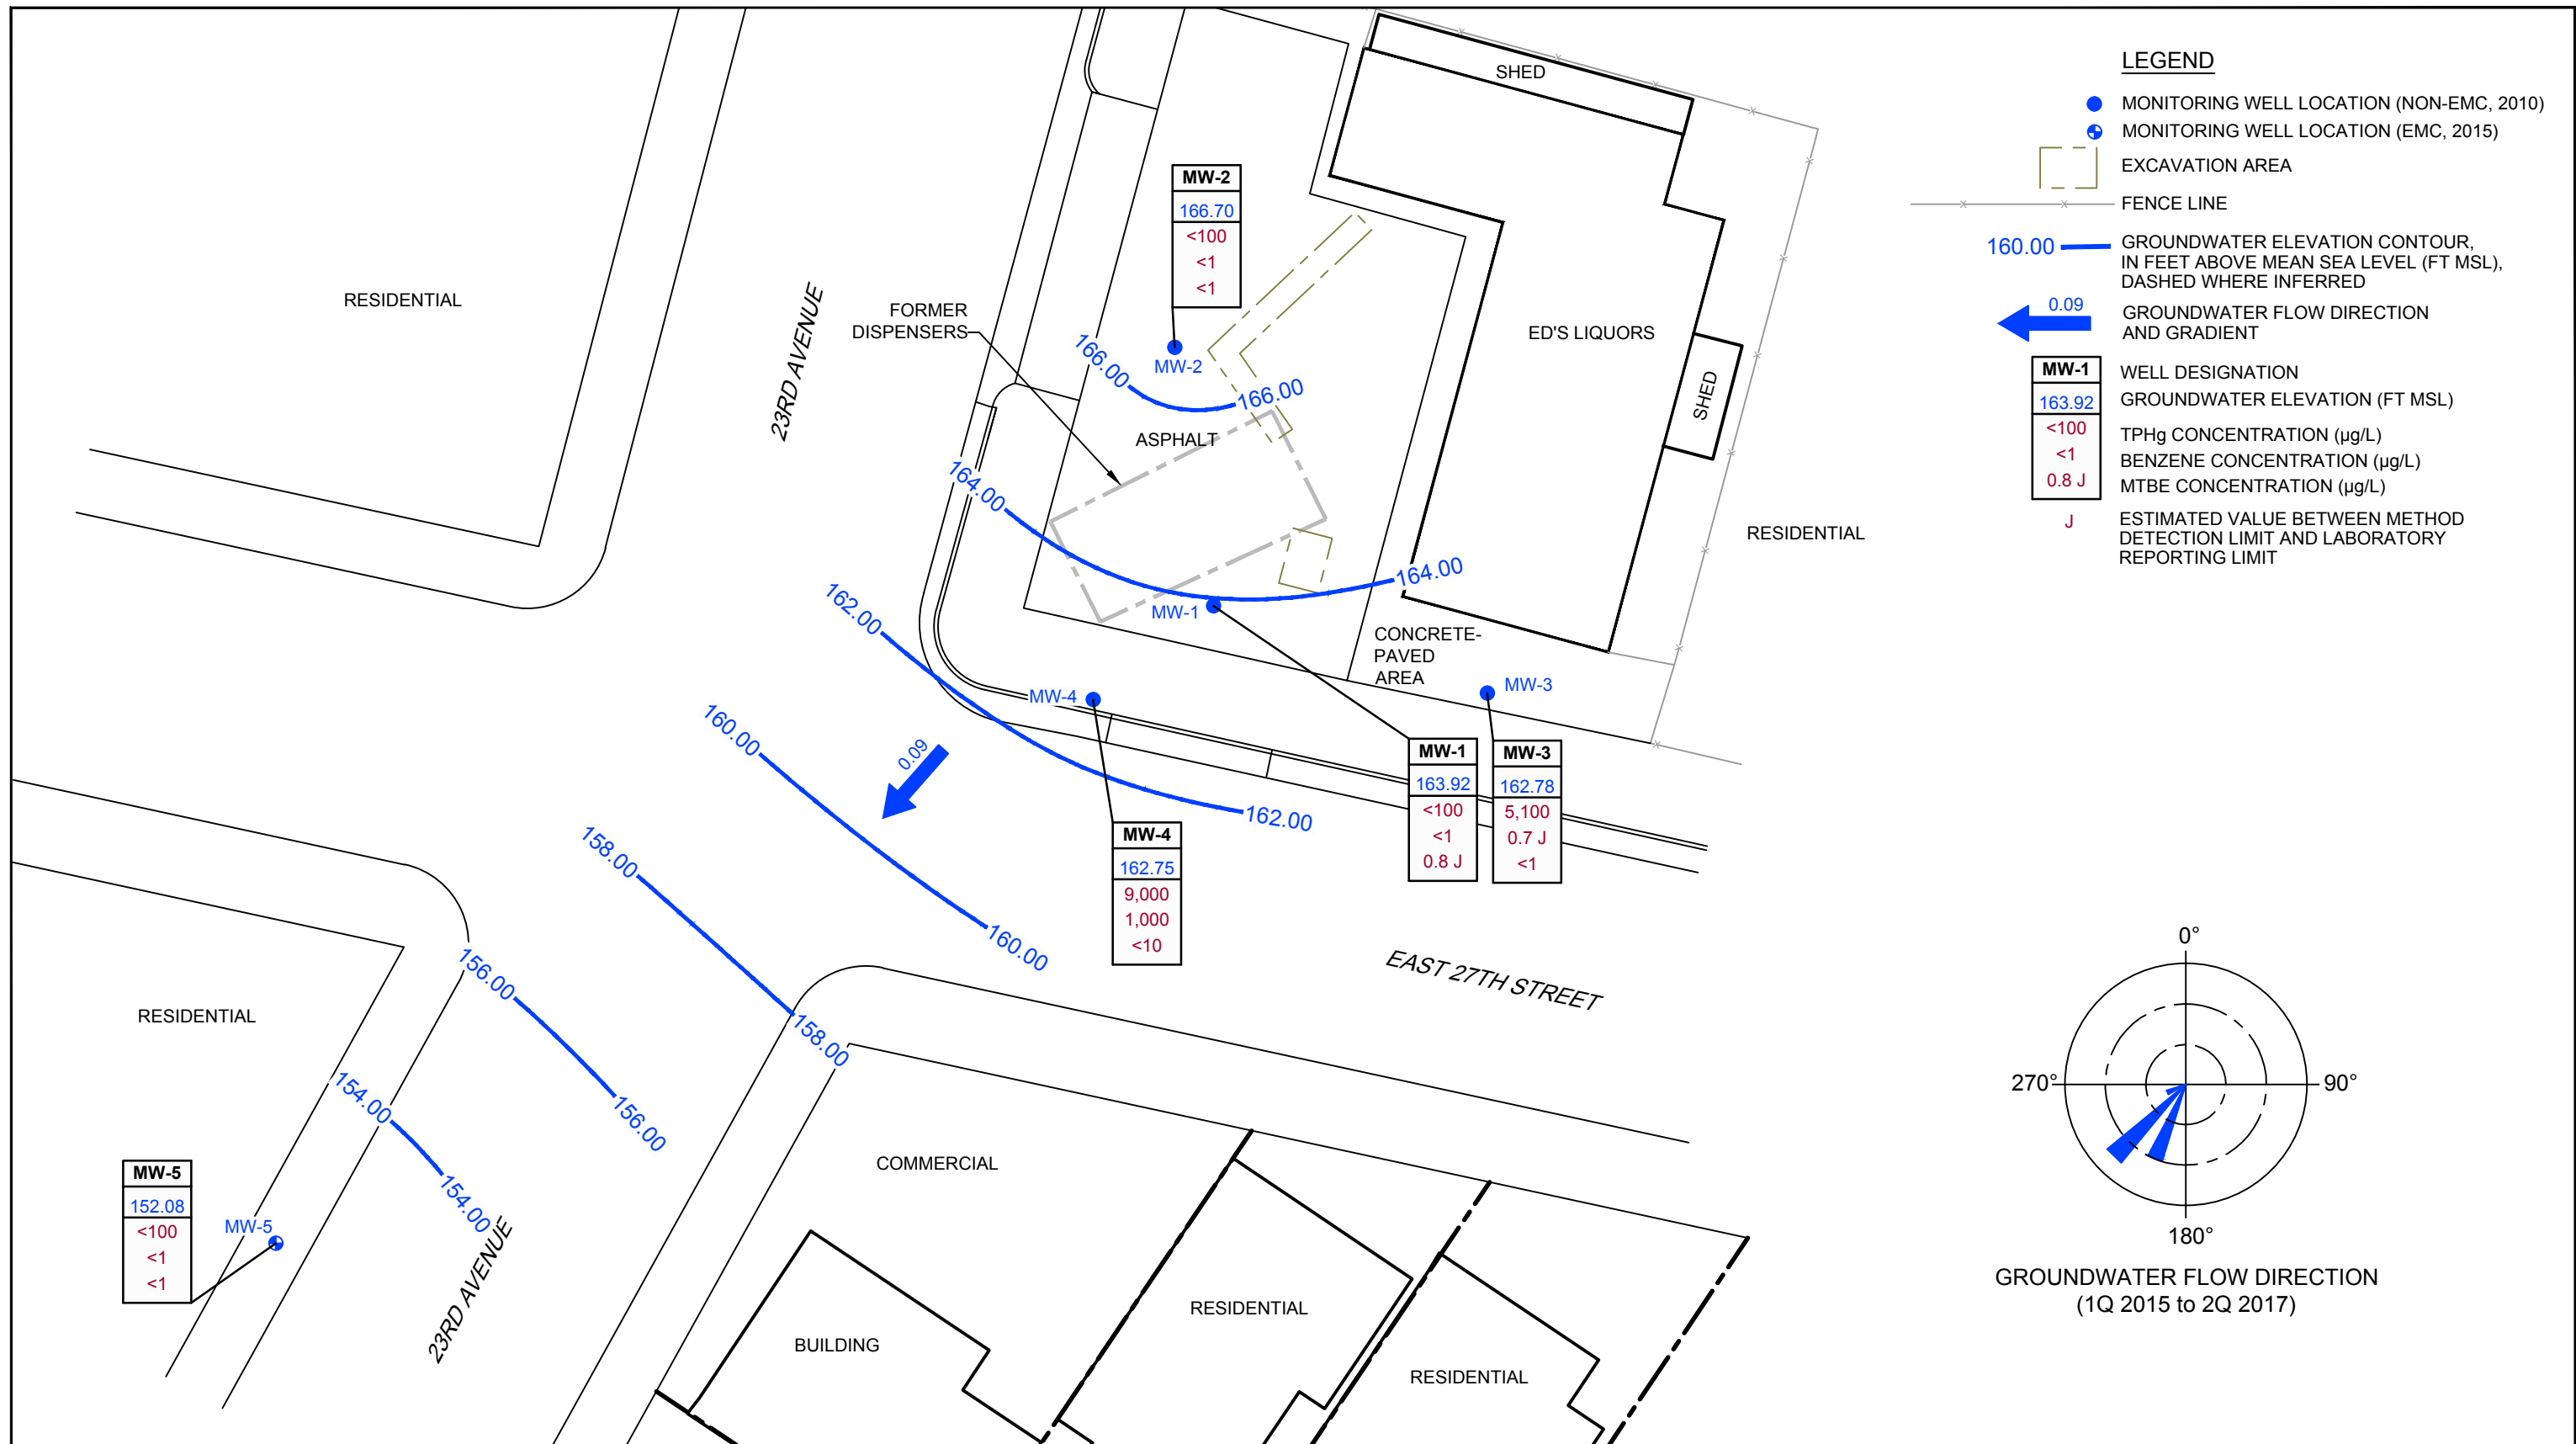 SHED
MW-2
166.70
<100
<1
<1
RESIDENTIAL
23RD AVENUE
FORMER
DISPENSERS
166.00
MW-2
166.00
ASPHALT
ED'S LIQUORS
SHED
RESIDENTIAL
164.00
164.00
MW-1
162.00
CONCRETE-
PAVED
AREA
MW-4
MW-3
160.00
0.09
162.00
MW-1
163.92
<100
<1
0.8 J
MW-3
162.78
5,100
0.7 J
<1
MW-4
162.75
9,000
1,000
<10
158.00
160.00
EAST 27TH STREET
156.00
158.00
RESIDENTIAL
154.00
156.00
COMMERCIAL
MW-5
152.08
<100
<1
<1
MW-5
154.00
23RD AVENUE
BUILDING
RESIDENTIAL
RESIDENTIAL
LEGEND
MONITORING WELL LOCATION (NON-EMC, 2010)
MONITORING WELL LOCATION (EMC, 2015)
EXCAVATION AREA
FENCE LINE
160.00
GROUNDWATER ELEVATION CONTOUR,
IN FEET ABOVE MEAN SEA LEVEL (FT MSL),
DASHED WHERE INFERRED
0.09
GROUNDWATER FLOW DIRECTION
AND GRADIENT
MW-1 WELL DESIGNATION
163.92 GROUNDWATER ELEVATION (FT MSL)
<100 TPHg CONCENTRATION (µg/L)
<1 BENZENE CONCENTRATION (µg/L)
0.8 J MTBE CONCENTRATION (µg/L)
J ESTIMATED VALUE BETWEEN METHOD
DETECTION LIMIT AND LABORATORY
REPORTING LIMIT
0°
270° 90°
180°
GROUNDWATER FLOW DIRECTION
(1Q 2015 to 2Q 2017)